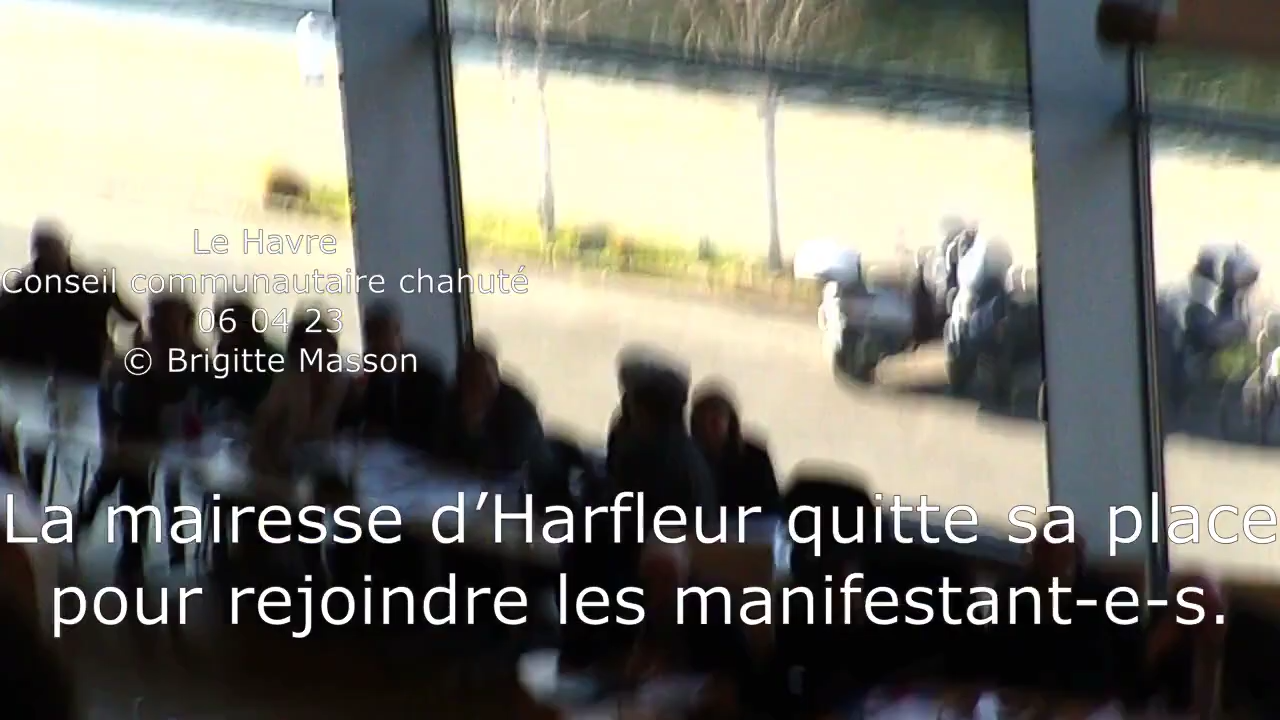 Le Havre
Conseil communautaire chahuté
06 04 23
© Brigitte Masson
La mairesse d’Harfleur quitte sa place
pour rejoindre les manifestant-e-s.